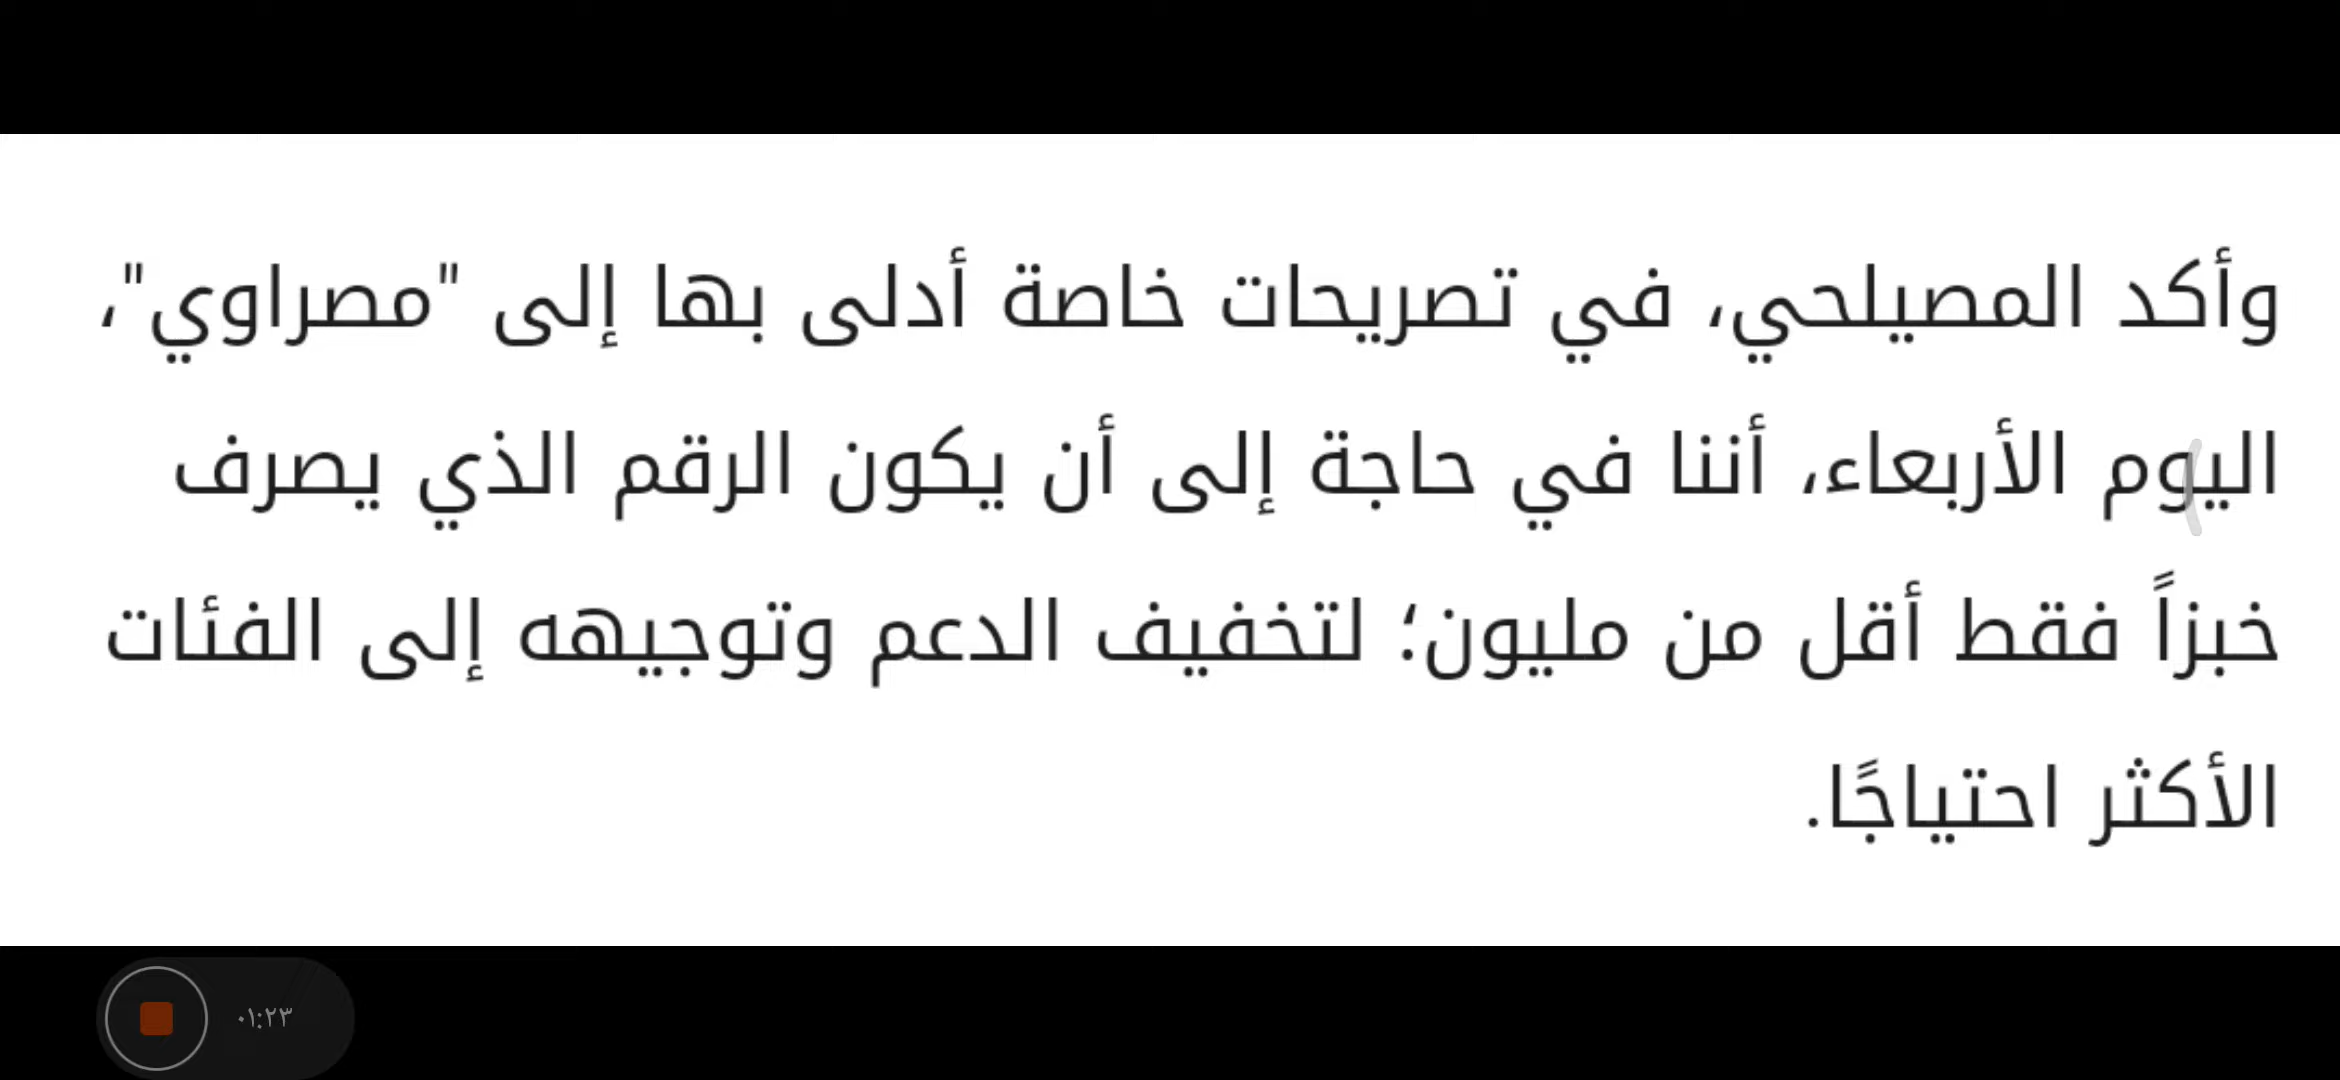 وأكد المصيلحي، في تصريحات خاصة أدلى بها إلى "مصراوي"،
اليوم الأربعاء، أننا في حاجة إلى أن يكون الرقم الذي يصرف
خبزاً فقط أقل من مليون؛ لتخفيف الدعم وتوجيهه إلى الفئات
الأكثر احتياجًا.
٠١:٢٣